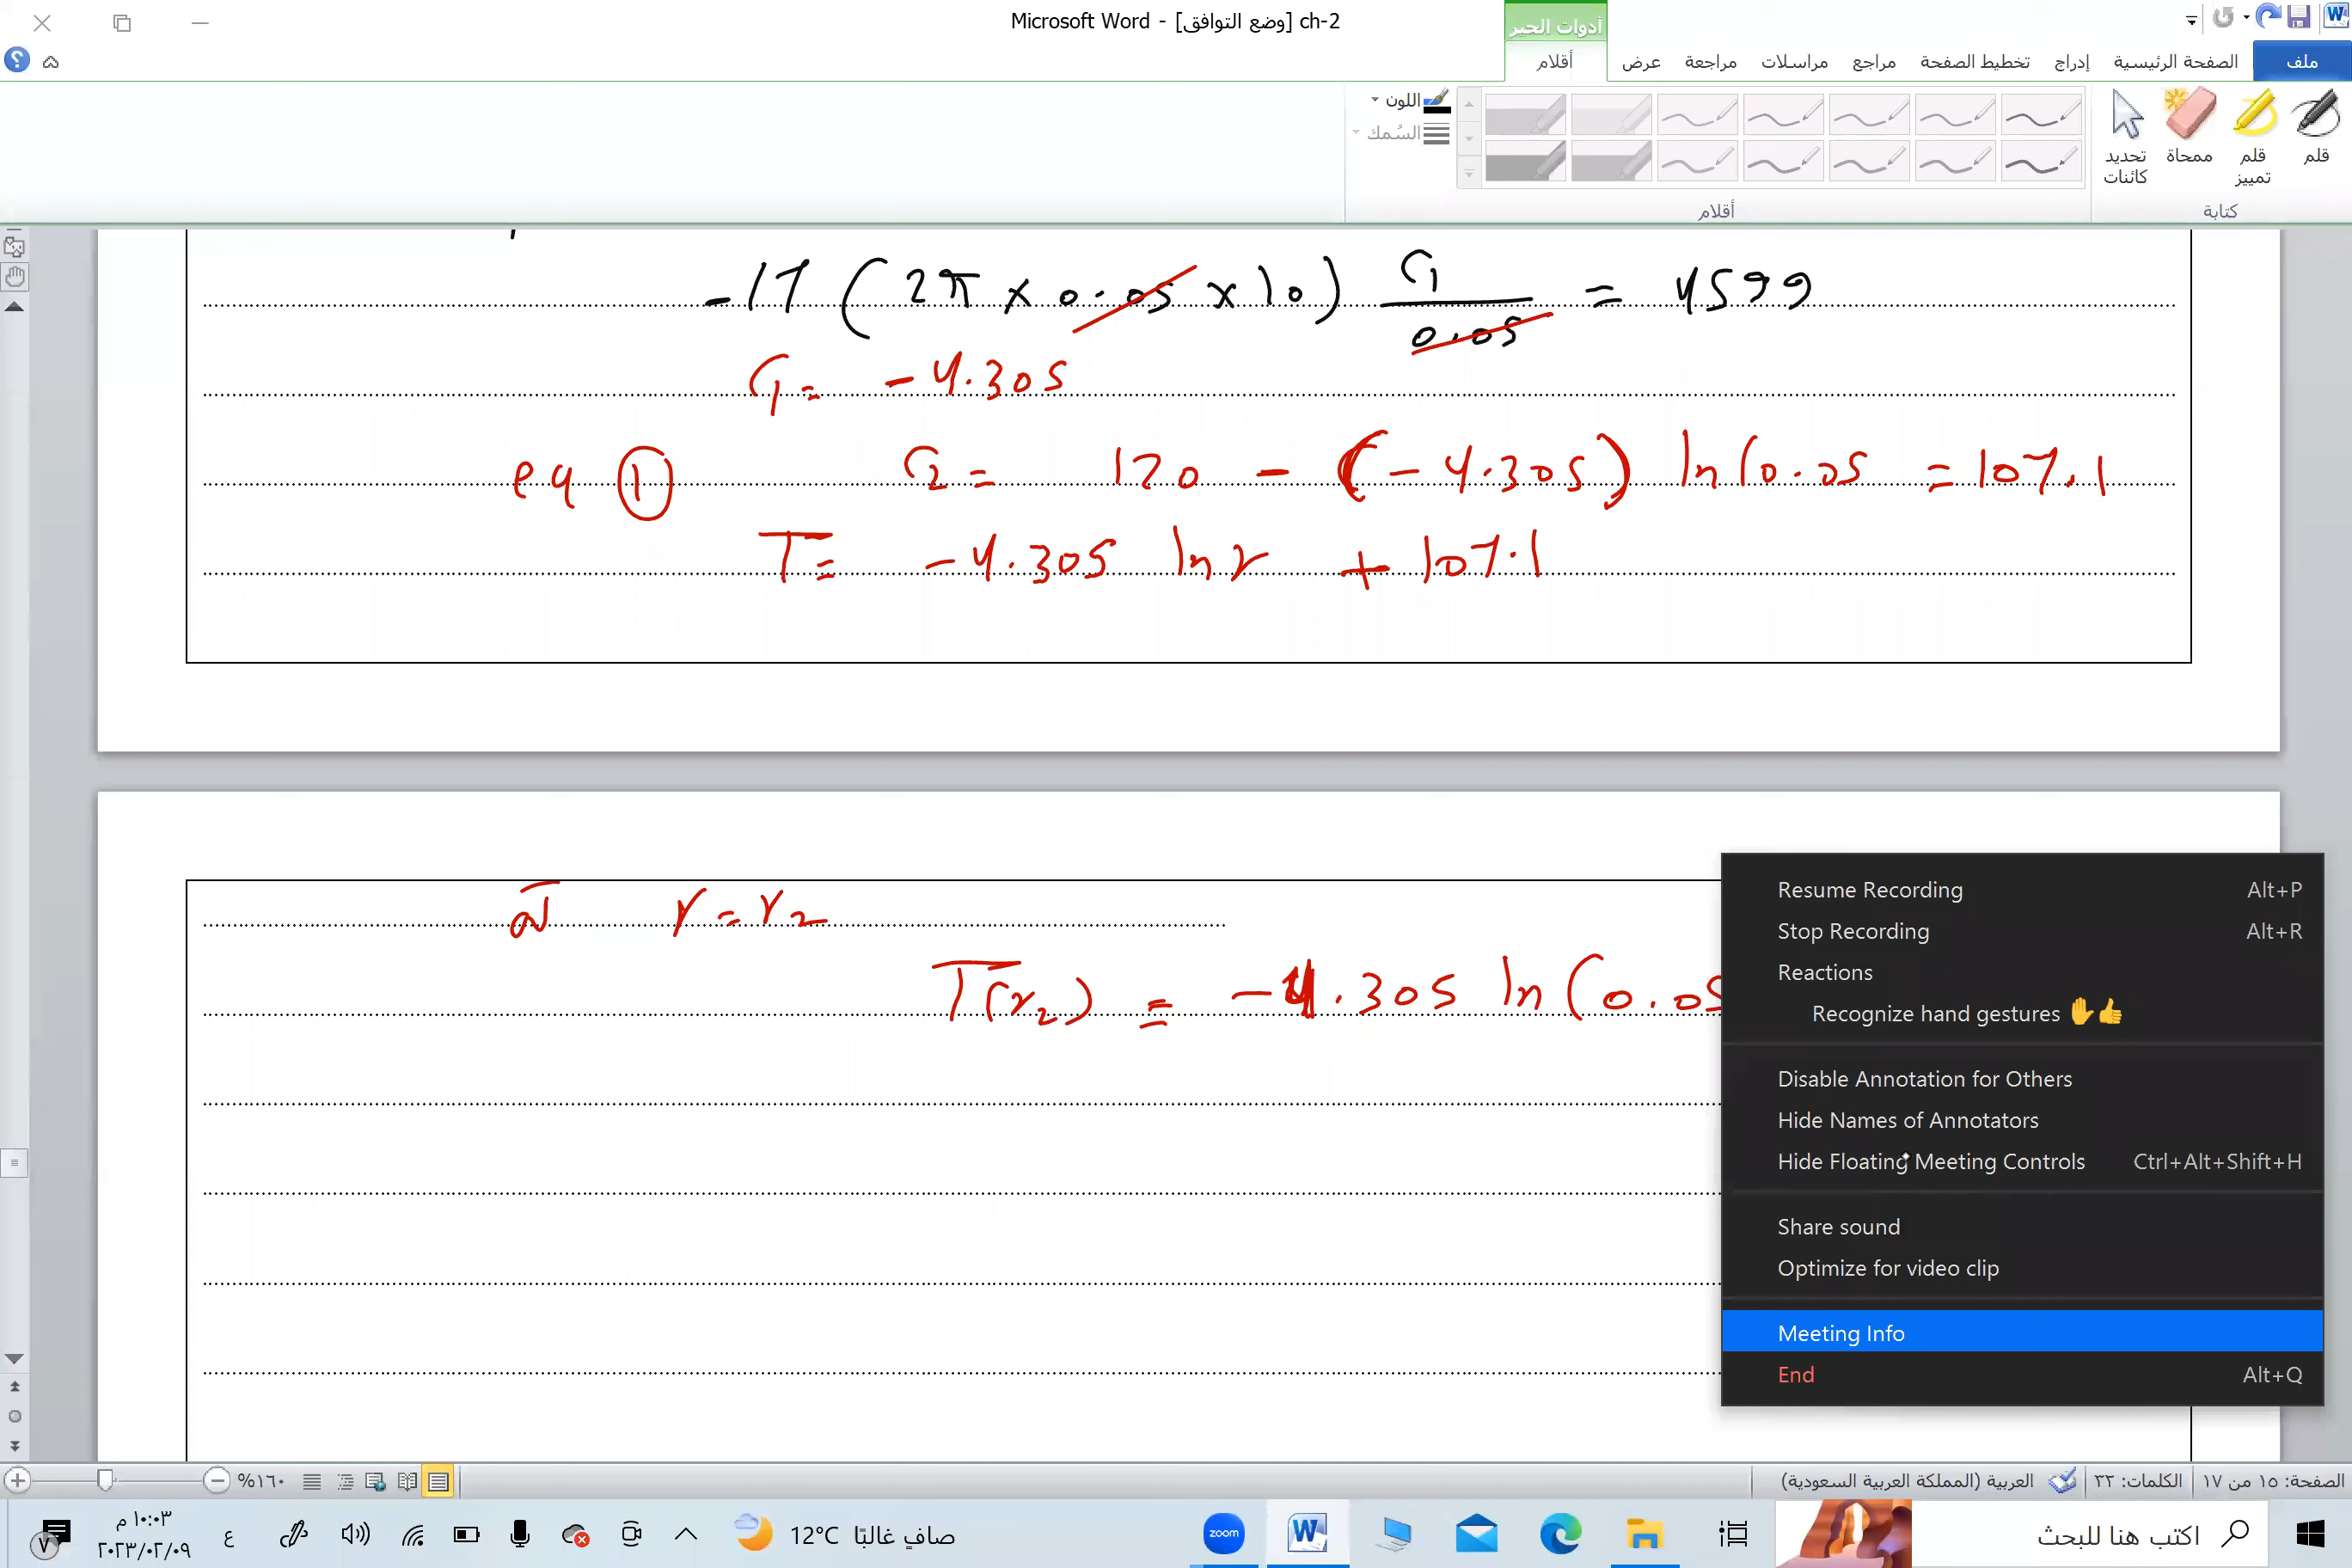 ch-2 [وضع التوافق] - Microsoft Word
أدوات الحبر
ملف الصفحة الرئيسية إدراج تخطيط الصفحة مراجع مراسلات مراجعة عرض أقلام
قلم
قلم تمييز
ممحاة
تحديد كائنات
اللون
السُمك
كتابة
أقلام
-17 (2π × 0.05 × 10) C1/0.05 = 4599
C1 = -4.305
eq 1 C2 = 120 - (-4.305) ln(0.05 = 107.1
T = -4.305 ln r + 107.1
at r = r2
T(r2) = -4.305 ln(0.05
Resume Recording Alt+P
Stop Recording Alt+R
Reactions
Recognize hand gestures ✋👍
Disable Annotation for Others
Hide Names of Annotators
Hide Floating Meeting Controls Ctrl+Alt+Shift+H
Share sound
Optimize for video clip
Meeting Info
End Alt+Q
الصفحة: ١٥ من ١٧ الكلمات: ٣٢ العربية (المملكة العربية السعودية)
%١٦٠
اكتب هنا للبحث
zoom
12°C صافٍ غالبًا
ع
١٠:٠٣ م
٢٠٢٣/٠٢/٠٩
٧